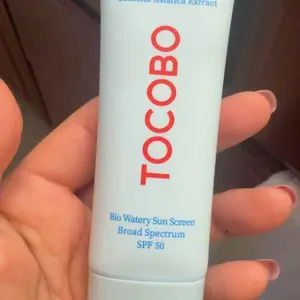 Centella Asiatica Extract
TOCOBO
Bio Watery Sun Screen
Broad Spectrum
SPF 50